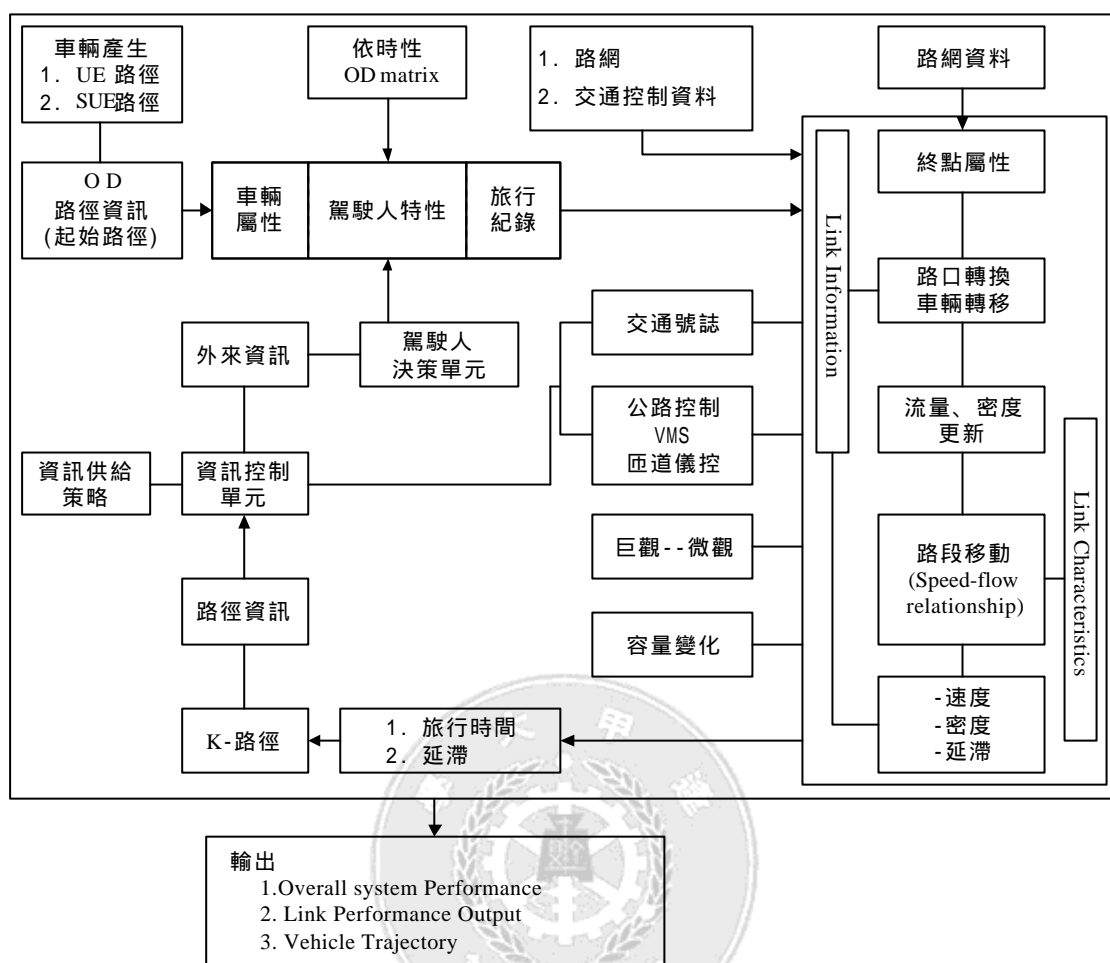 車輛產生
1. UE 路徑
2. SUE路徑
依時性
OD matrix
1. 路網
2. 交通控制資料
路網資料
O D
路徑資訊
(起始路徑)
車輛
屬性
駕駛人特性
旅行
紀錄
終點屬性
Link Information
路口轉換
車輛轉移
交通號誌
外來資訊
駕駛人
決策單元
公路控制
VMS
匝道儀控
流量、密度
更新
資訊供給
策略
資訊控制
單元
Link Characteristics
巨觀--微觀
路段移動
(Speed-flow
relationship)
路徑資訊
容量變化
K-路徑
1. 旅行時間
2. 延滯
-速度
-密度
-延滯
輸出
1.Overall system Performance
2. Link Performance Output
3. Vehicle Trajectory